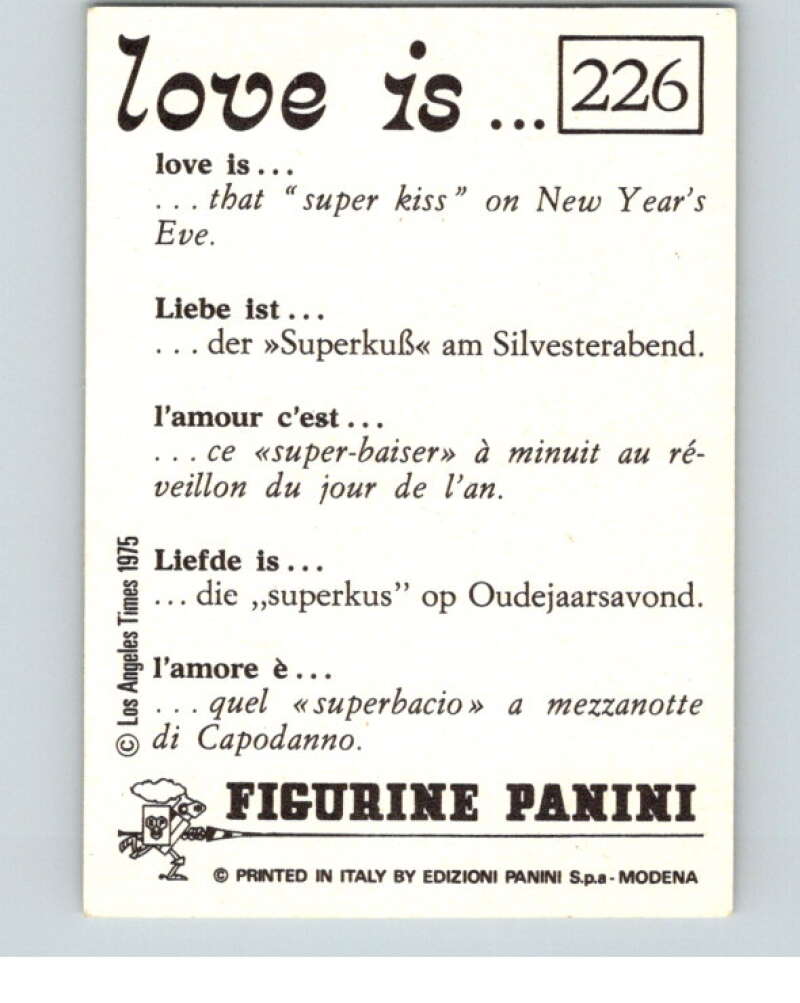 love is ... 226
love is...
... that “super kiss” on New Year's
Eve.
Liebe ist...
... der »Superkuß« am Silvesterabend.
l'amour c'est...
... ce «super-baiser» à minuit au ré-
veillon du jour de l'an.
Liefde is...
... die „superkus” op Oudejaarsavond.
l'amore è...
... quel «superbacio» a mezzanotte
di Capodanno.
© Los Angeles Times 1975
FIGURINE PANINI
© PRINTED IN ITALY BY EDIZIONI PANINI S.p.a - MODENA